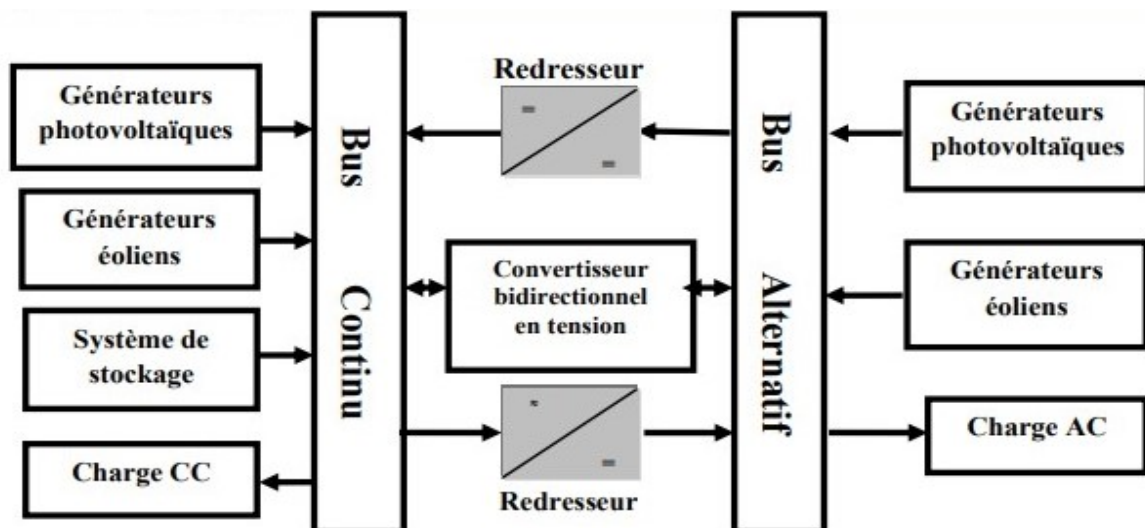 Générateurs
photovoltaïques
Générateurs
éoliens
Système de
stockage
Charge CC
Bus Continu
Redresseur
=
=
Convertisseur
bidirectionnel
en tension
=
Redresseur
Bus Alternatif
Générateurs
photovoltaïques
Générateurs
éoliens
Charge AC